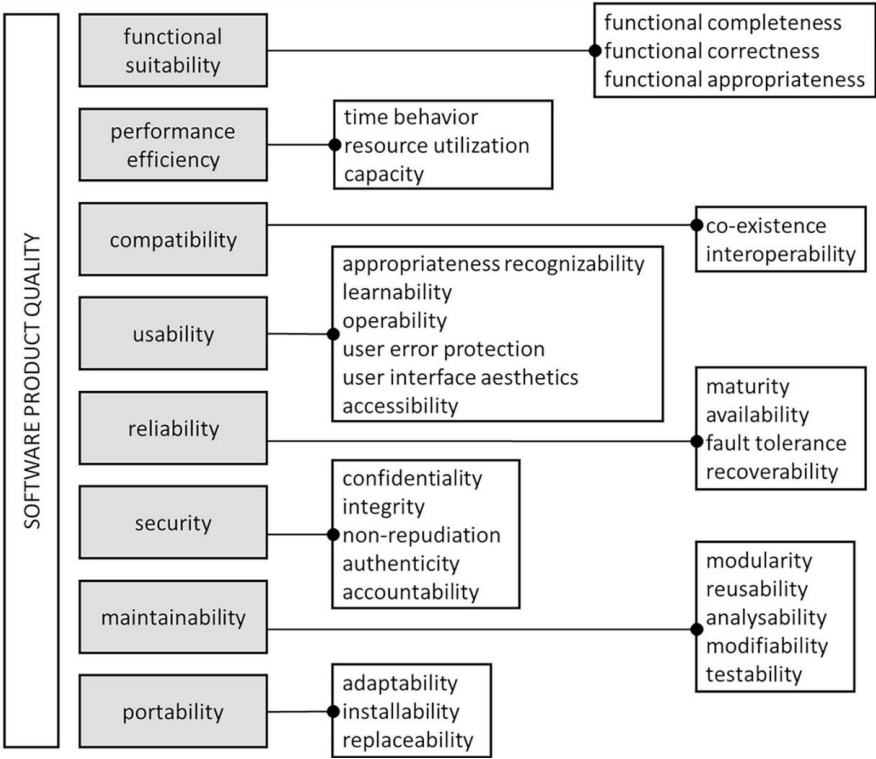 SOFTWARE PRODUCT QUALITY
functional
suitability
functional completeness
functional correctness
functional appropriateness
performance
efficiency
time behavior
resource utilization
capacity
compatibility
co-existence
interoperability
usability
appropriateness recognizability
learnability
operability
user error protection
user interface aesthetics
accessibility
reliability
maturity
availability
fault tolerance
recoverability
security
confidentiality
integrity
non-repudiation
authenticity
accountability
maintainability
modularity
reusability
analysability
modifiability
testability
portability
adaptability
installability
replaceability